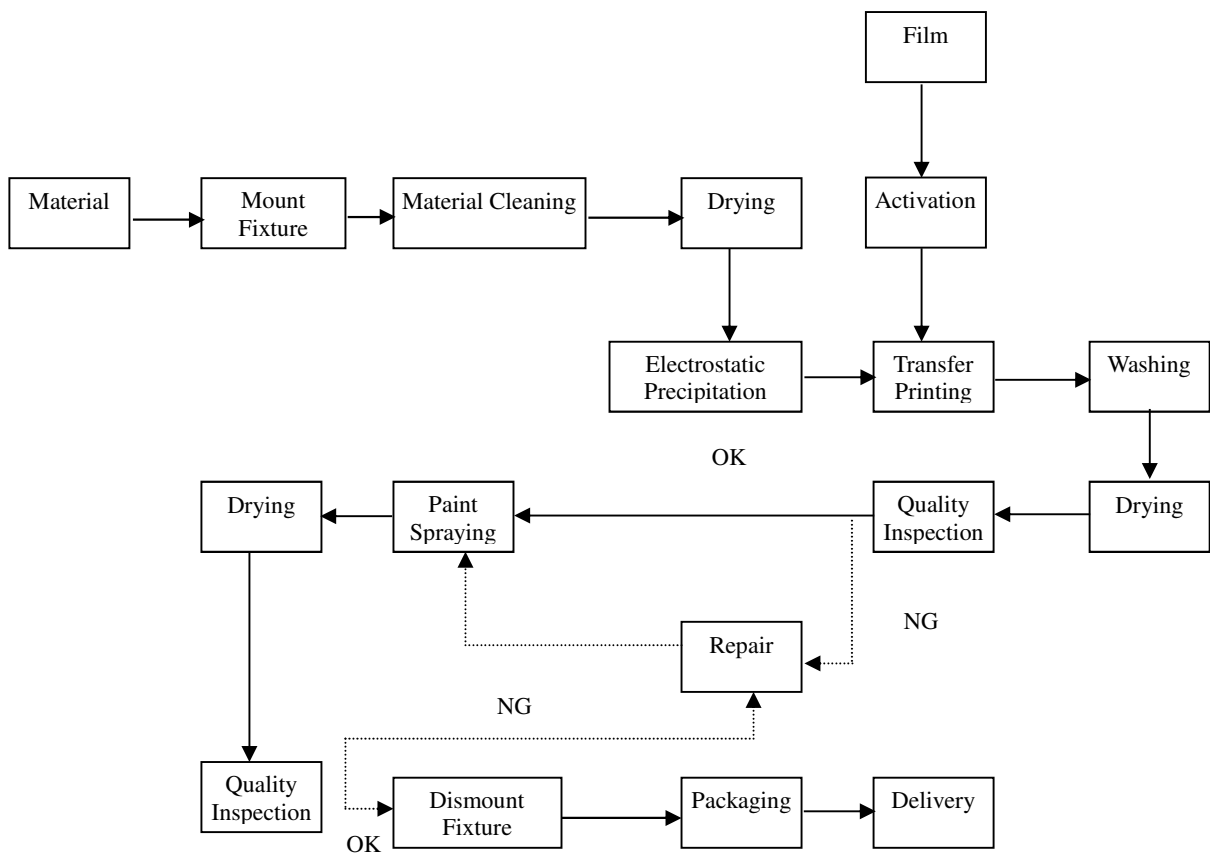 Film
Material
Mount
Fixture
Material Cleaning
Drying
Activation
Electrostatic
Precipitation
Transfer
Printing
Washing
OK
Drying
Paint
Spraying
Quality
Inspection
Drying
Repair
NG
NG
Quality
Inspection
Dismount
Fixture
Packaging
Delivery
OK